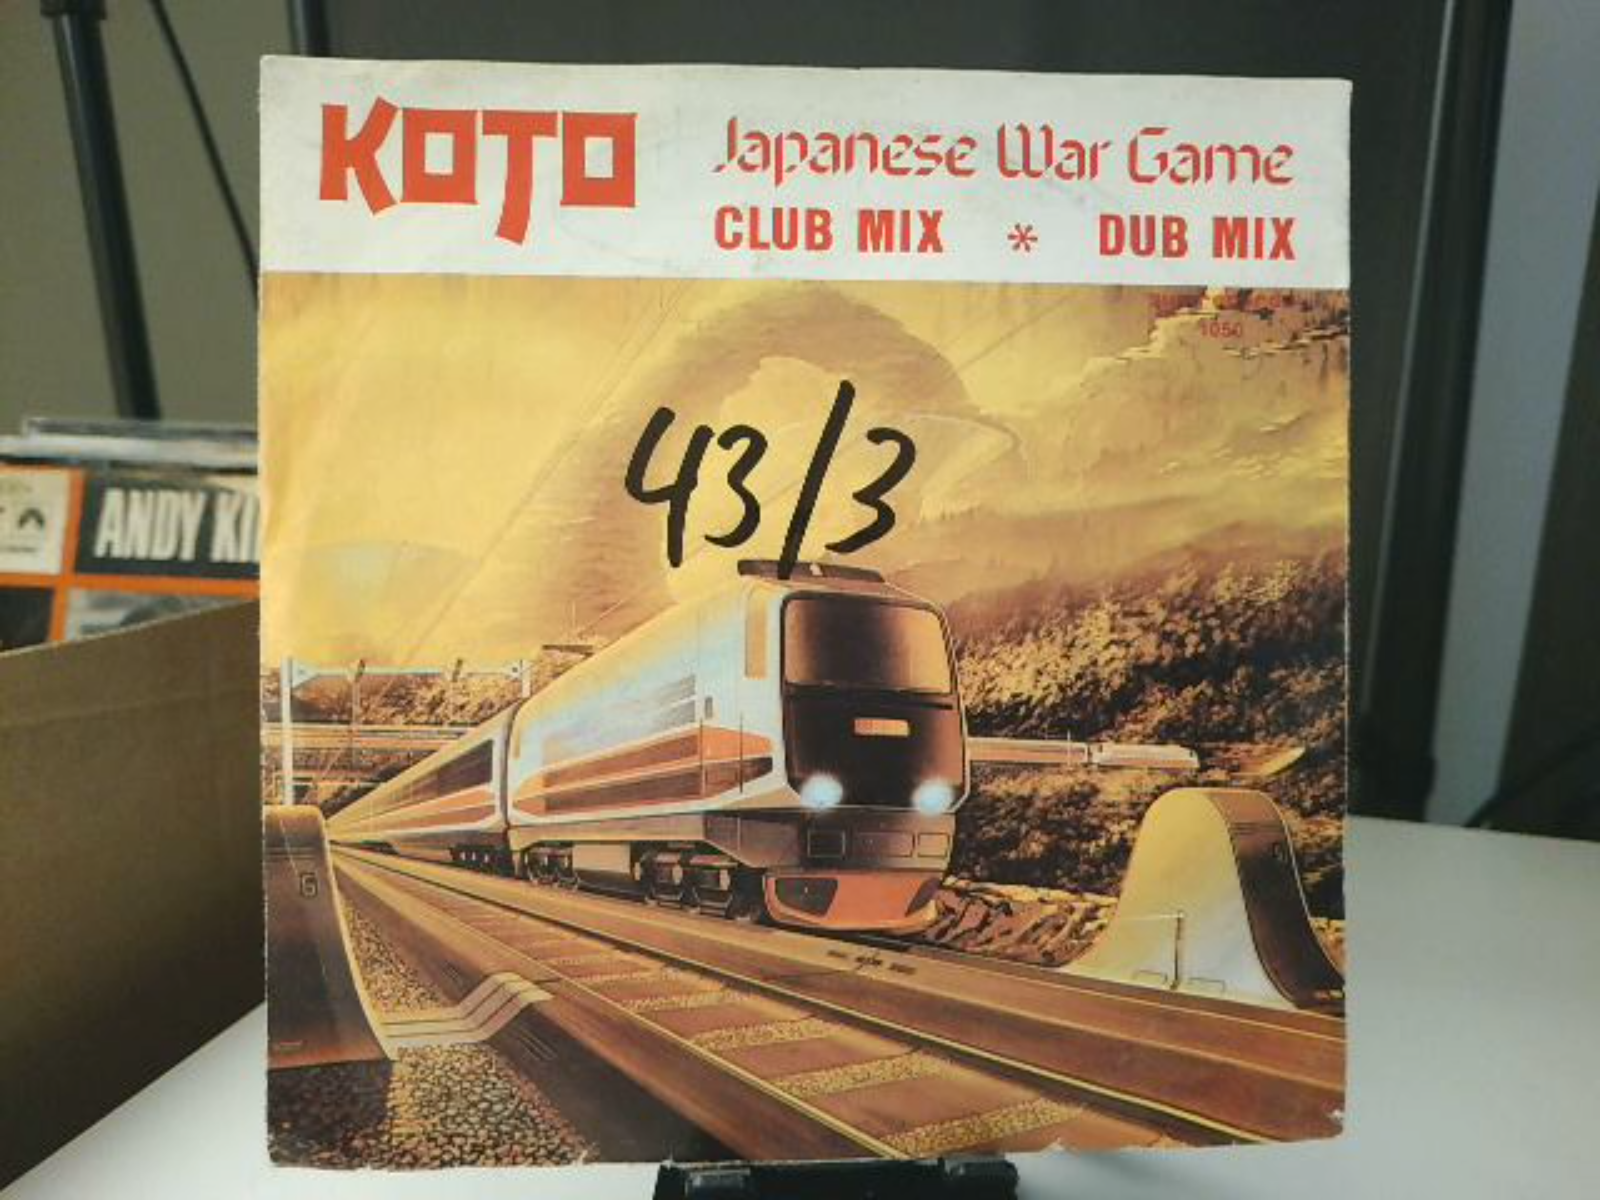 KOTO
Japanese War Game
CLUB MIX * DUB MIX
1050
43/3
ANDY KI
G